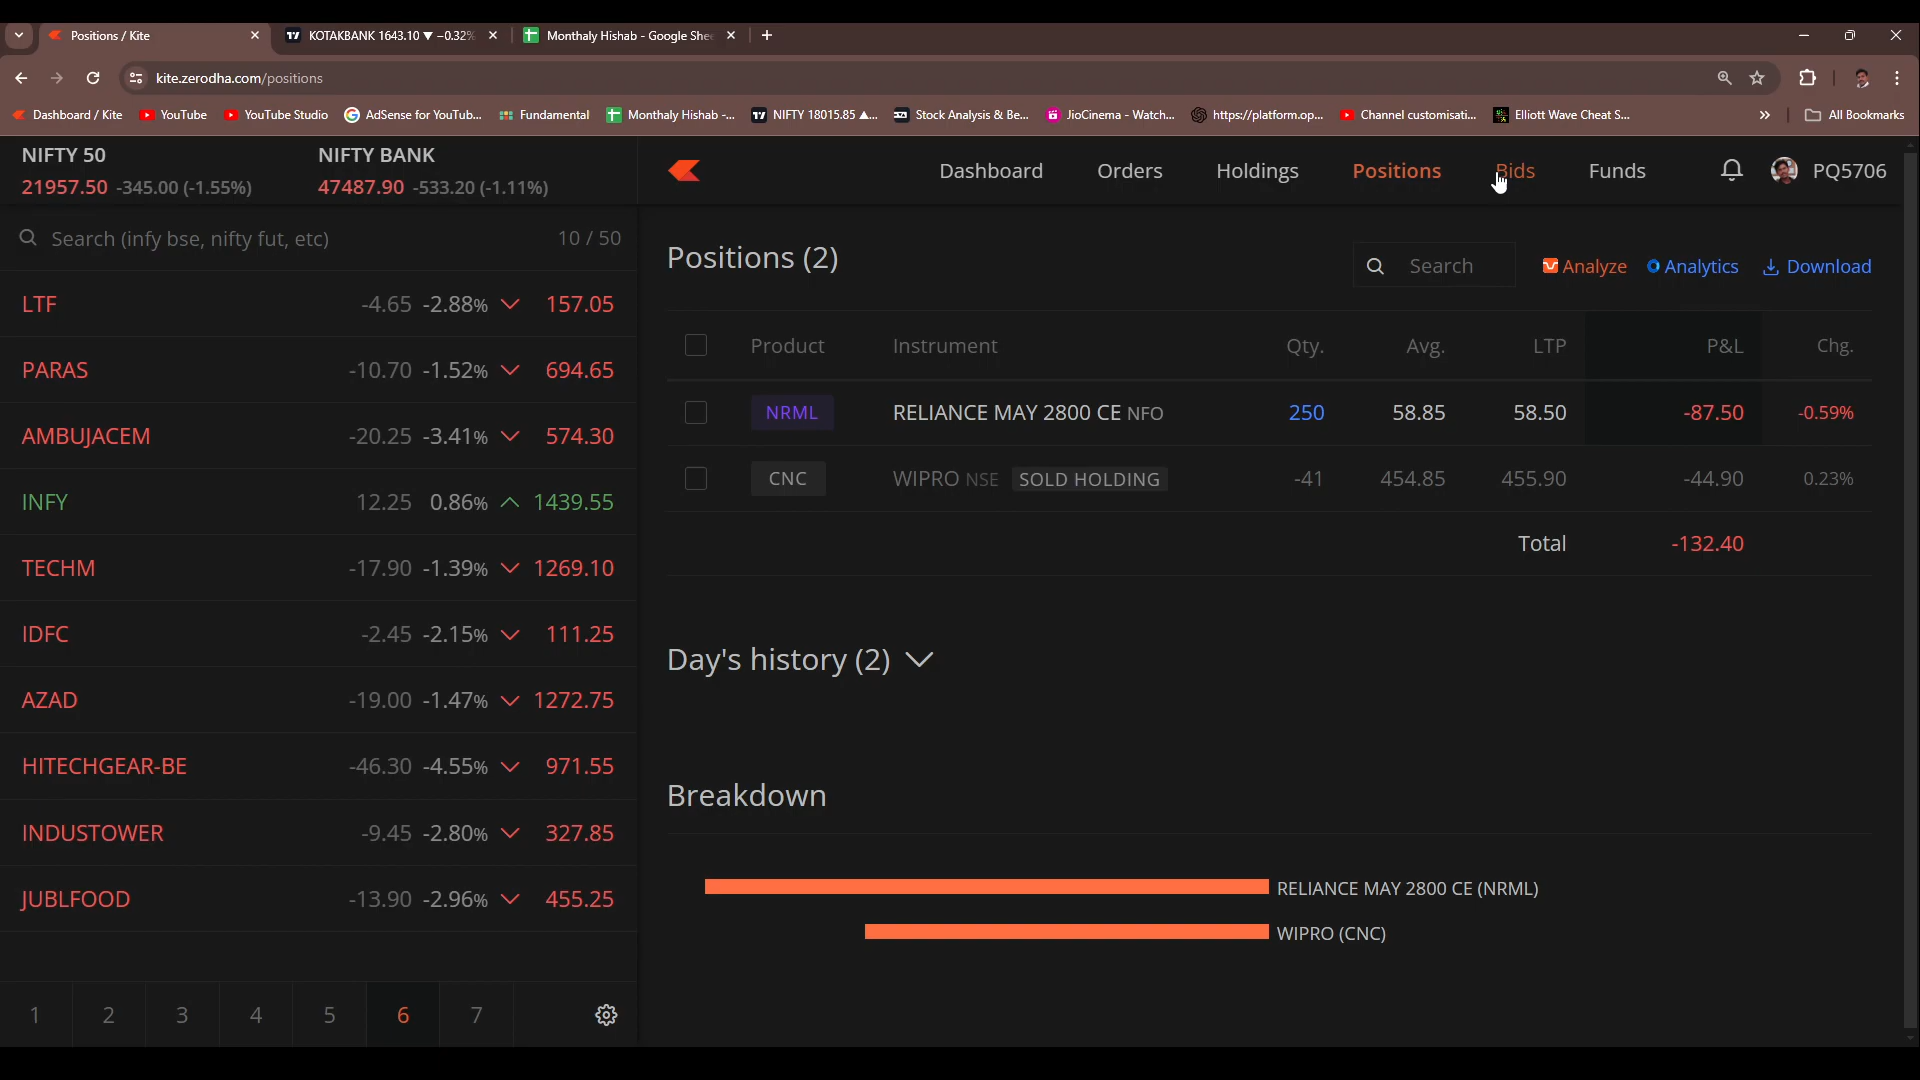 Positions / Kite
KOTAKBANK 1643.10 ▼ −0.32%
Monthaly Hishab - Google She
kite.zerodha.com/positions
Dashboard / Kite YouTube YouTube Studio AdSense for YouTub... Fundamental Monthaly Hishab -... NIFTY 18015.85 ▲... Stock Analysis & Be... JioCinema - Watch... https://platform.op... Channel customisati... Elliott Wave Cheat S... » All Bookmarks
NIFTY 50 NIFTY BANK
21957.50 -345.00 (-1.55%) 47487.90 -533.20 (-1.11%)
Dashboard Orders Holdings Positions Bids Funds PQ5706
Search (infy bse, nifty fut, etc) 10 / 50
LTF -4.65 -2.88% 157.05
PARAS -10.70 -1.52% 694.65
AMBUJACEM -20.25 -3.41% 574.30
INFY 12.25 0.86% 1439.55
TECHM -17.90 -1.39% 1269.10
IDFC -2.45 -2.15% 111.25
AZAD -19.00 -1.47% 1272.75
HITECHGEAR-BE -46.30 -4.55% 971.55
INDUSTOWER -9.45 -2.80% 327.85
JUBLFOOD -13.90 -2.96% 455.25
1 2 3 4 5 6 7
Positions (2) Search Analyze Analytics Download
Product Instrument Qty. Avg. LTP P&L Chg.
NRML RELIANCE MAY 2800 CE NFO 250 58.85 58.50 -87.50 -0.59%
CNC WIPRO NSE SOLD HOLDING -41 454.85 455.90 -44.90 0.23%
Total -132.40
Day's history (2)
Breakdown
RELIANCE MAY 2800 CE (NRML)
WIPRO (CNC)